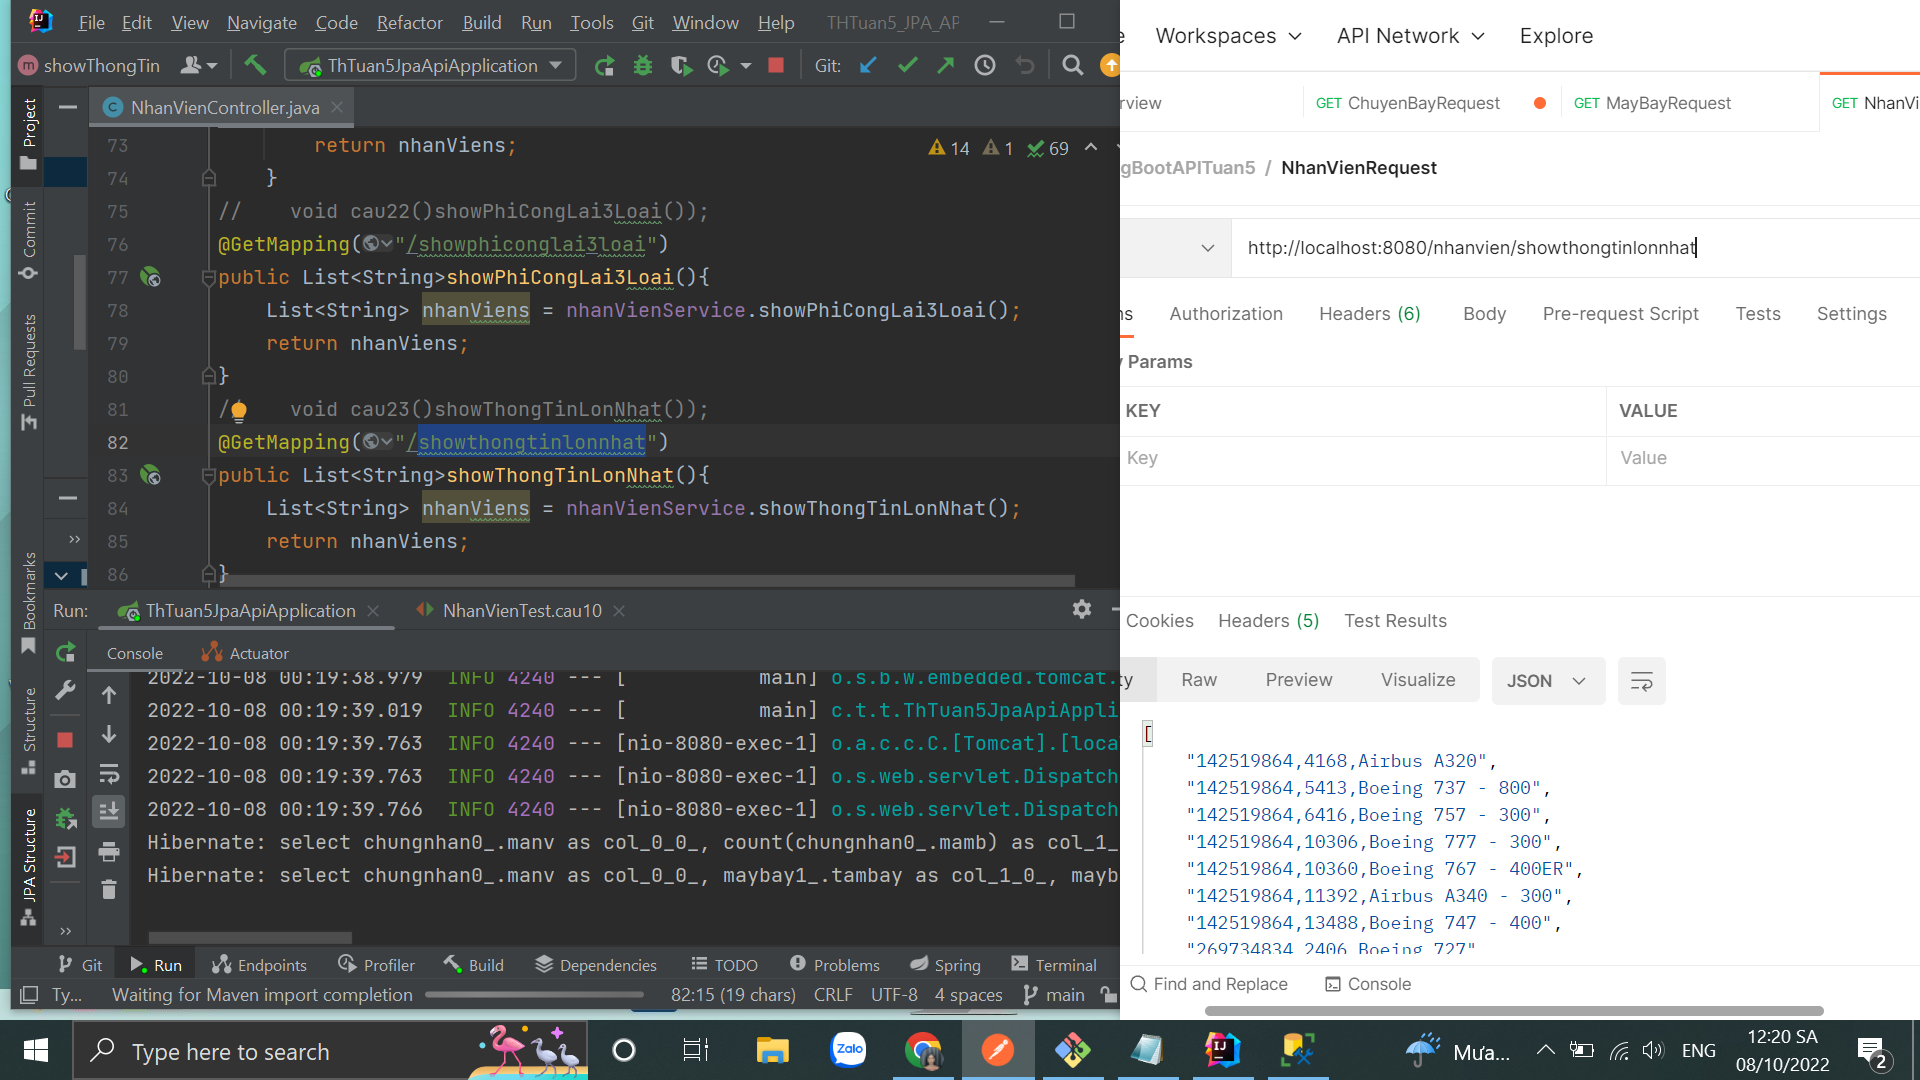 File Edit View Navigate Code Refactor Build Run Tools Git Window Help THTuan5_JPA_AP
showThongTin ThTuan5JpaApiApplication Git:
NhanVienController.java
Project
Commit
Pull Requests
Bookmarks
Structure
JPA Structure
14 1 69
73 return nhanViens;
74 }
75 // void cau22()showPhiCongLai3Loai());
76 @GetMapping("/showphiconglai3loai")
77 public List<String>showPhiCongLai3Loai(){
78 List<String> nhanViens = nhanVienService.showPhiCongLai3Loai();
79 return nhanViens;
80 }
81 / void cau23()showThongTinLonNhat());
82 @GetMapping("/showthongtinlonnhat")
83 public List<String>showThongTinLonNhat(){
84 List<String> nhanViens = nhanVienService.showThongTinLonNhat();
85 return nhanViens;
86 }
Run: ThTuan5JpaApiApplication NhanVienTest.cau10
Console Actuator
2022-10-08 00:19:38.979 INFO 4240 --- [ main] o.s.b.w.embedded.tomcat.
2022-10-08 00:19:39.019 INFO 4240 --- [ main] c.t.t.ThTuan5JpaApiAppli
2022-10-08 00:19:39.763 INFO 4240 --- [nio-8080-exec-1] o.a.c.c.C.[Tomcat].[loca
2022-10-08 00:19:39.763 INFO 4240 --- [nio-8080-exec-1] o.s.web.servlet.Dispatch
2022-10-08 00:19:39.766 INFO 4240 --- [nio-8080-exec-1] o.s.web.servlet.Dispatch
Hibernate: select chungnhan0_.manv as col_0_0_, count(chungnhan0_.mamb) as col_1_
Hibernate: select chungnhan0_.manv as col_0_0_, maybay1_.tambay as col_1_0_, mayb
Git Run Endpoints Profiler Build Dependencies TODO Problems Spring Terminal
Ty... Waiting for Maven import completion 82:15 (19 chars) CRLF UTF-8 4 spaces main
e Workspaces API Network Explore
rview GET ChuyenBayRequest GET MayBayRequest GET NhanVi
gBootAPITuan5 / NhanVienRequest
http://localhost:8080/nhanvien/showthongtinlonnhat
ns Authorization Headers (6) Body Pre-request Script Tests Settings
y Params
KEY VALUE
Key Value
Cookies Headers (5) Test Results
ty Raw Preview Visualize JSON
[
"142519864,4168,Airbus A320",
"142519864,5413,Boeing 737 - 800",
"142519864,6416,Boeing 757 - 300",
"142519864,10306,Boeing 777 - 300",
"142519864,10360,Boeing 767 - 400ER",
"142519864,11392,Airbus A340 - 300",
"142519864,13488,Boeing 747 - 400",
"269734834,2406,Boeing 727"
Find and Replace Console
Type here to search
Zalo
Mưa... ENG 12:20 SA
08/10/2022
2